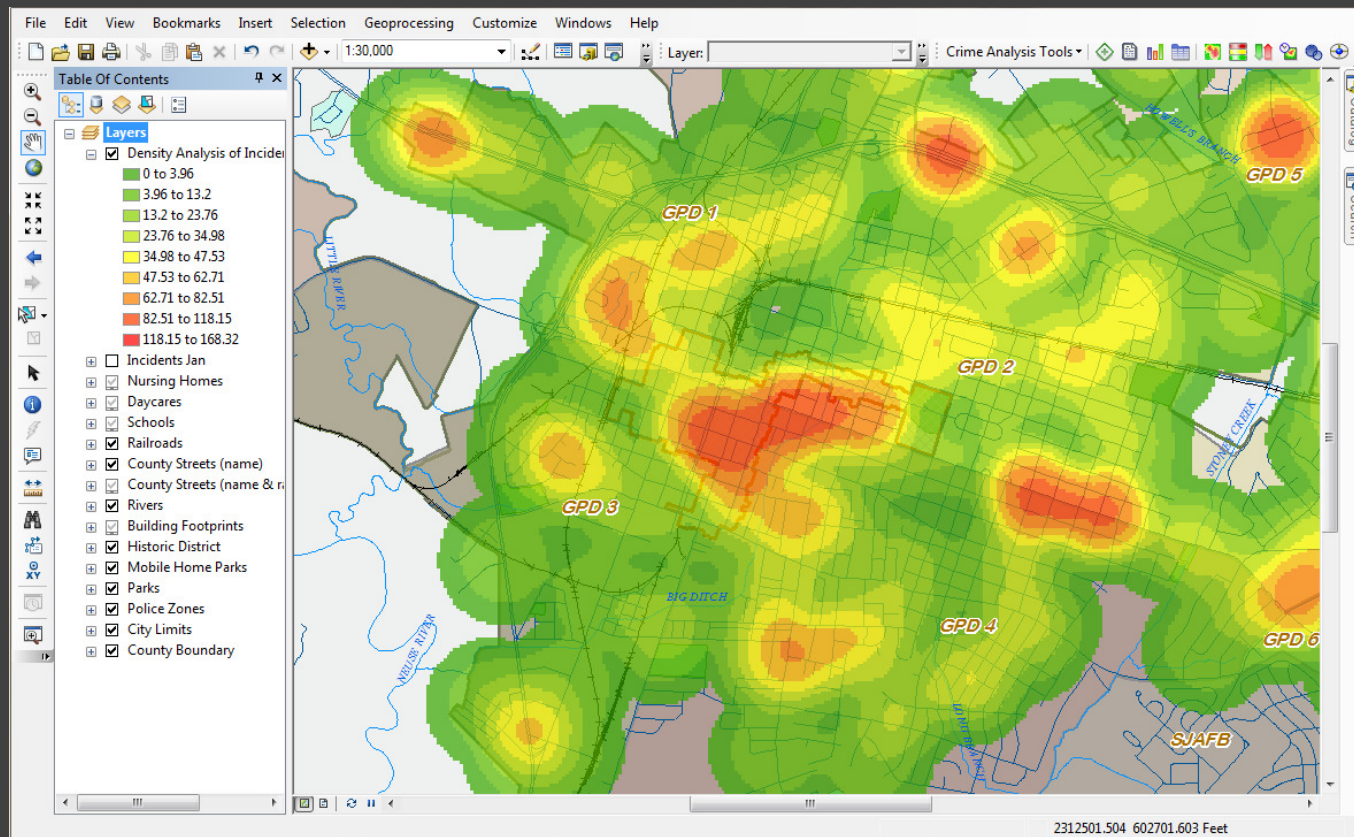 File Edit View Bookmarks Insert Selection Geoprocessing Customize Windows Help
1:30,000 Layer: Crime Analysis Tools
Table Of Contents
Layers
Density Analysis of Incide
0 to 3.96
3.96 to 13.2
13.2 to 23.76
23.76 to 34.98
34.98 to 47.53
47.53 to 62.71
62.71 to 82.51
82.51 to 118.15
118.15 to 168.32
Incidents Jan
Nursing Homes
Daycares
Schools
Railroads
County Streets (name)
County Streets (name & r
Rivers
Building Footprints
Historic District
Mobile Home Parks
Parks
Police Zones
City Limits
County Boundary
HOWELLS BRANCH
GPD 5
GPD 1
LITTLE RIVER
GPD 2
STONEY CREEK
GPD 3
BIG DITCH
GPD 4
NEUSE RIVER
GPD 6
SJAFB
2312501.504 602701.603 Feet